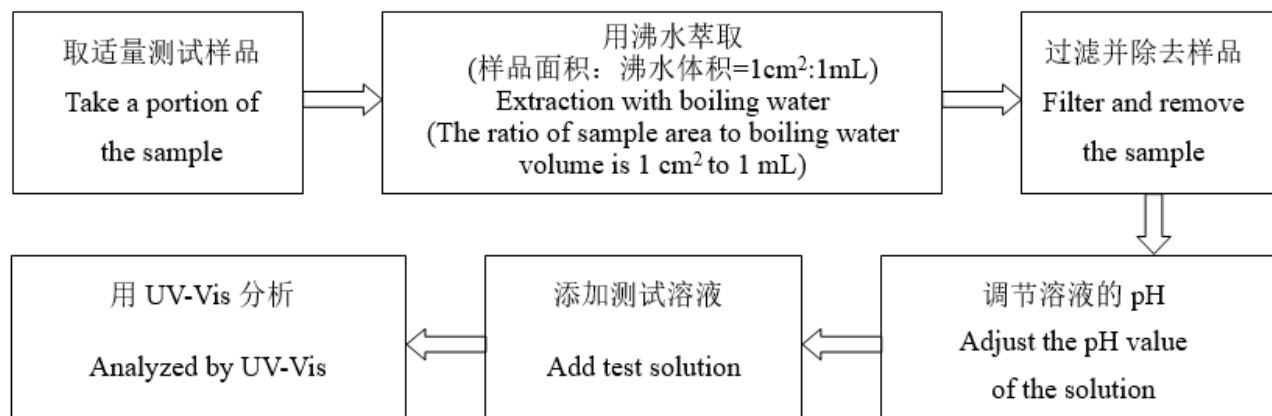 取适量测试样品
Take a portion of
the sample
用沸水萃取
(样品面积：沸水体积=1cm²:1mL)
Extraction with boiling water
(The ratio of sample area to boiling water
volume is 1 cm² to 1 mL)
过滤并除去样品
Filter and remove
the sample
调节溶液的 pH
Adjust the pH value
of the solution
添加测试溶液
Add test solution
用 UV-Vis 分析
Analyzed by UV-Vis